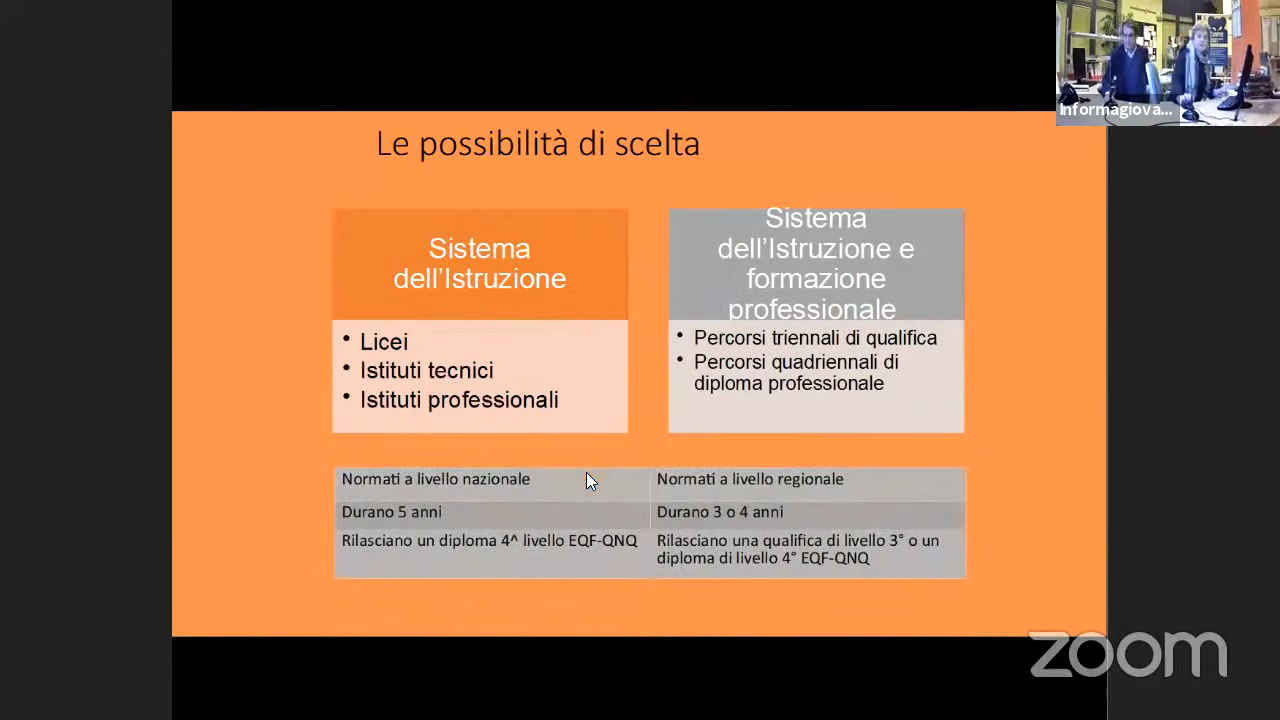 Informagiova...
Le possibilità di scelta
Sistema
dell’Istruzione
• Licei
• Istituti tecnici
• Istituti professionali
Sistema
dell’Istruzione e
formazione
professionale
• Percorsi triennali di qualifica
• Percorsi quadriennali di
diploma professionale
Normati a livello nazionale
Normati a livello regionale
Durano 5 anni
Durano 3 o 4 anni
Rilasciano un diploma 4^ livello EQF-QNQ
Rilasciano una qualifica di livello 3° o un
diploma di livello 4° EQF-QNQ
zoom